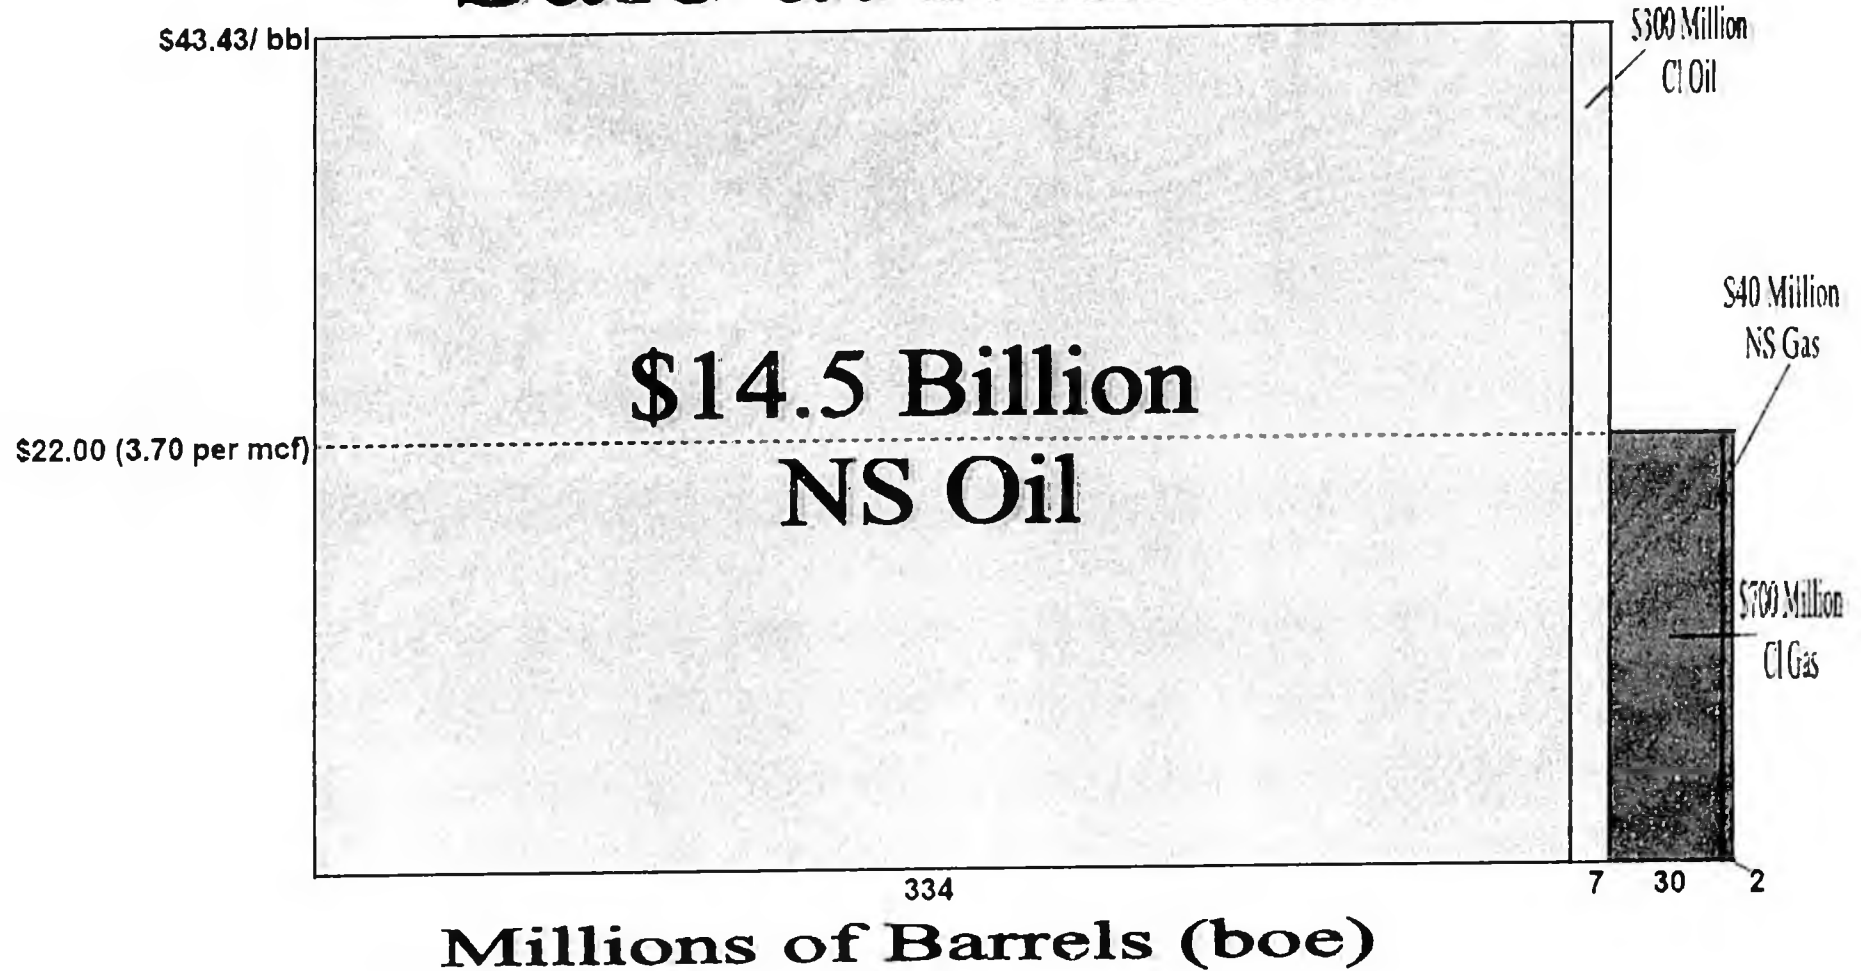 $43.43/ bbl
$300 Million
CI Oil
$40 Million
NS Gas
$14.5 Billion
$22.00 (3.70 per mcf)
NS Oil
$700 Million
CI Gas
334
7
30
2
Millions of Barrels (boe)